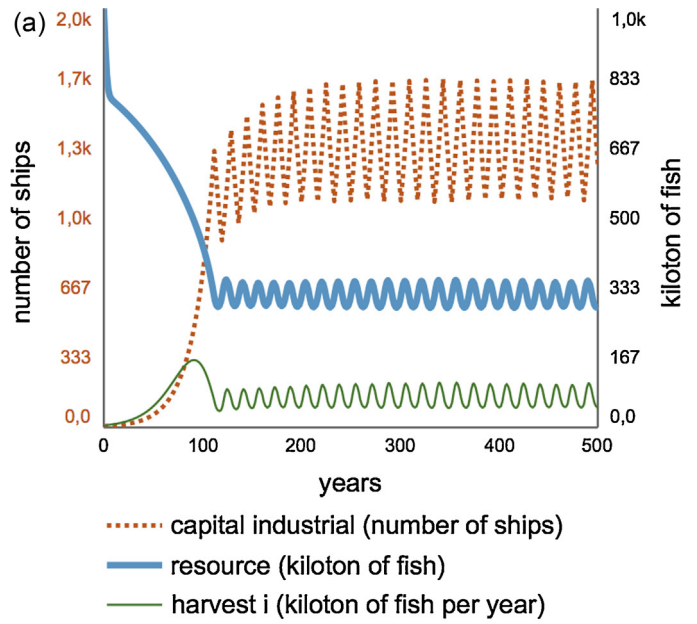 (a)
2,0k
1,7k
1,3k
1,0k
667
333
0,0
number of ships
1,0k
833
667
500
333
167
0,0
kiloton of fish
0 100 200 300 400 500
years
capital industrial (number of ships)
resource (kiloton of fish)
harvest i (kiloton of fish per year)